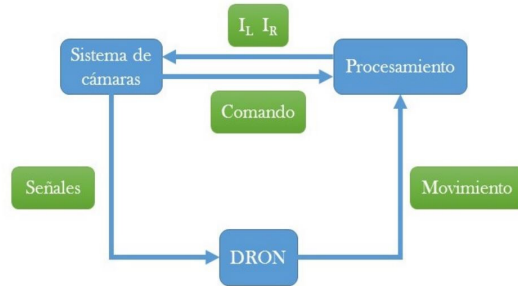 I_L I_R
Sistema de
cámaras
Procesamiento
Comando
Señales
Movimiento
DRON